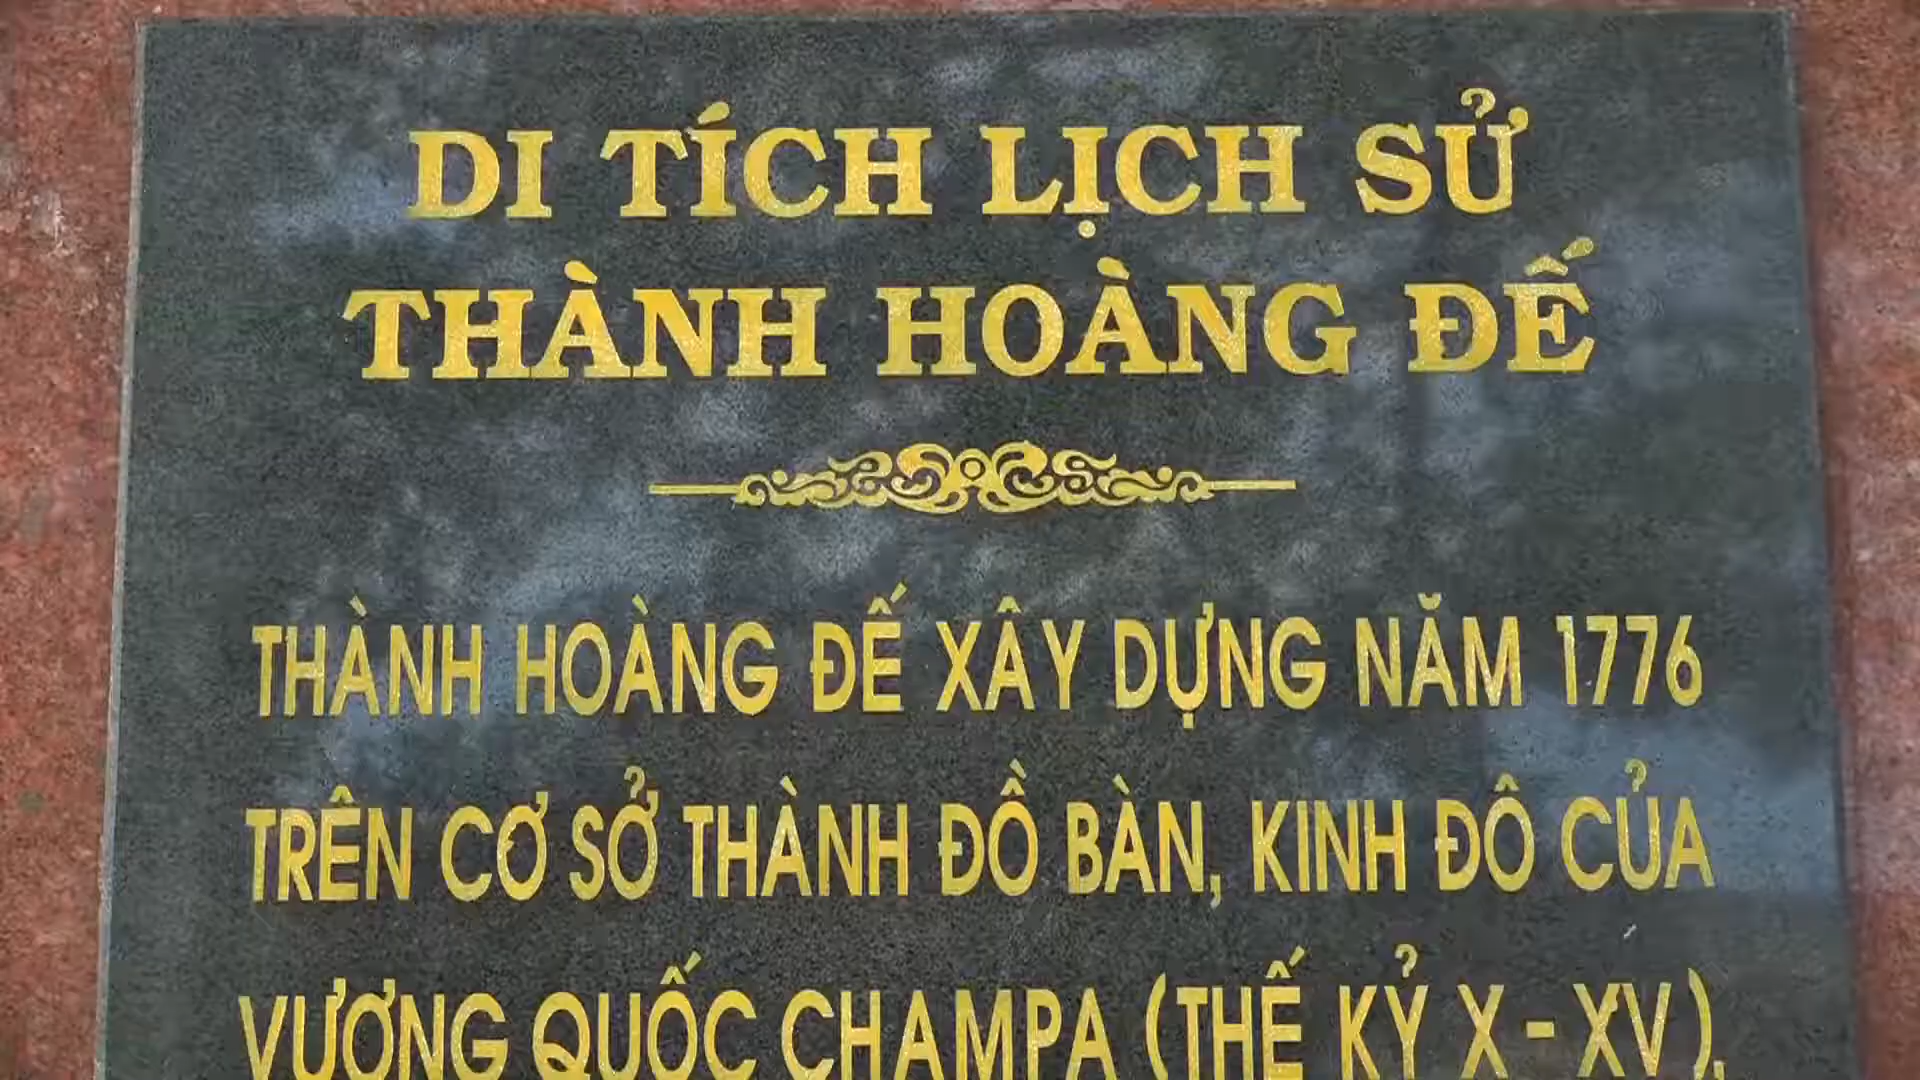 DI TÍCH LỊCH SỬ
THÀNH HOÀNG ĐẾ
THÀNH HOÀNG ĐẾ XÂY DỰNG NĂM 1776
TRÊN CƠ SỞ THÀNH ĐỒ BÀN, KINH ĐÔ CỦA
VƯƠNG QUỐC CHAMPA (THẾ KỶ X - XV).